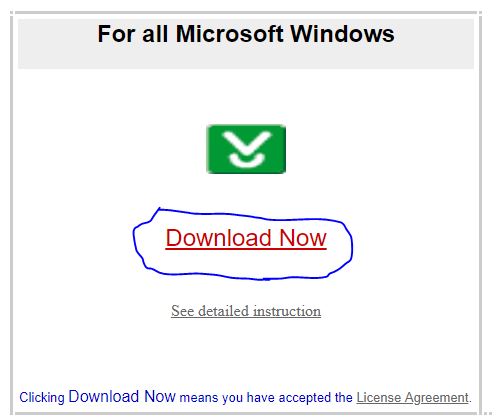 For all Microsoft Windows
Download Now
See detailed instruction
Clicking Download Now means you have accepted the License Agreement.